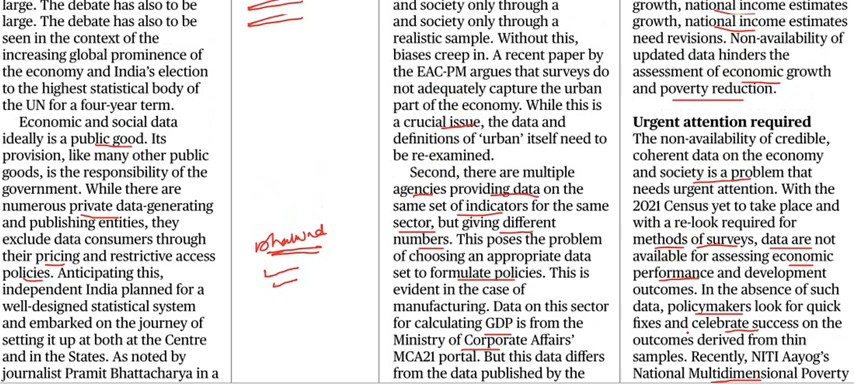 large. The debate has also to be
large. The debate has also to be
seen in the context of the
increasing global prominence of
the economy and India's election
to the highest statistical body of
the UN for a four-year term.
Economic and social data
ideally is a public good. Its
provision, like many other public
goods, is the responsibility of the
government. While there are
numerous private data-generating
and publishing entities, they
exclude data consumers through
their pricing and restrictive access
policies. Anticipating this,
independent India planned for a
well-designed statistical system
and embarked on the journey of
setting it up at both at the Centre
and in the States. As noted by
journalist Pramit Bhattacharya in a
and society only through a
and society only through a
realistic sample. Without this,
biases creep in. A recent paper by
the EAC-PM argues that surveys do
not adequately capture the urban
part of the economy. While this is
a crucial issue, the data and
definitions of 'urban' itself need to
be re-examined.
Second, there are multiple
agencies providing data on the
same set of indicators for the same
sector, but giving different
numbers. This poses the problem
of choosing an appropriate data
set to formulate policies. This is
evident in the case of
manufacturing. Data on this sector
for calculating GDP is from the
Ministry of Corporate Affairs'
MCA21 portal. But this data differs
from the data published by the
growth, national income estimates
growth, national income estimates
need revisions. Non-availability of
updated data hinders the
assessment of economic growth
and poverty reduction.
Urgent attention required
The non-availability of credible,
coherent data on the economy
and society is a problem that
needs urgent attention. With the
2021 Census yet to take place and
with a re-look required for
methods of surveys, data are not
available for assessing economic
performance and development
outcomes. In the absence of such
data, policymakers look for quick
fixes and celebrate success on the
outcomes derived from thin
samples. Recently, NITI Aayog's
National Multidimensional Poverty